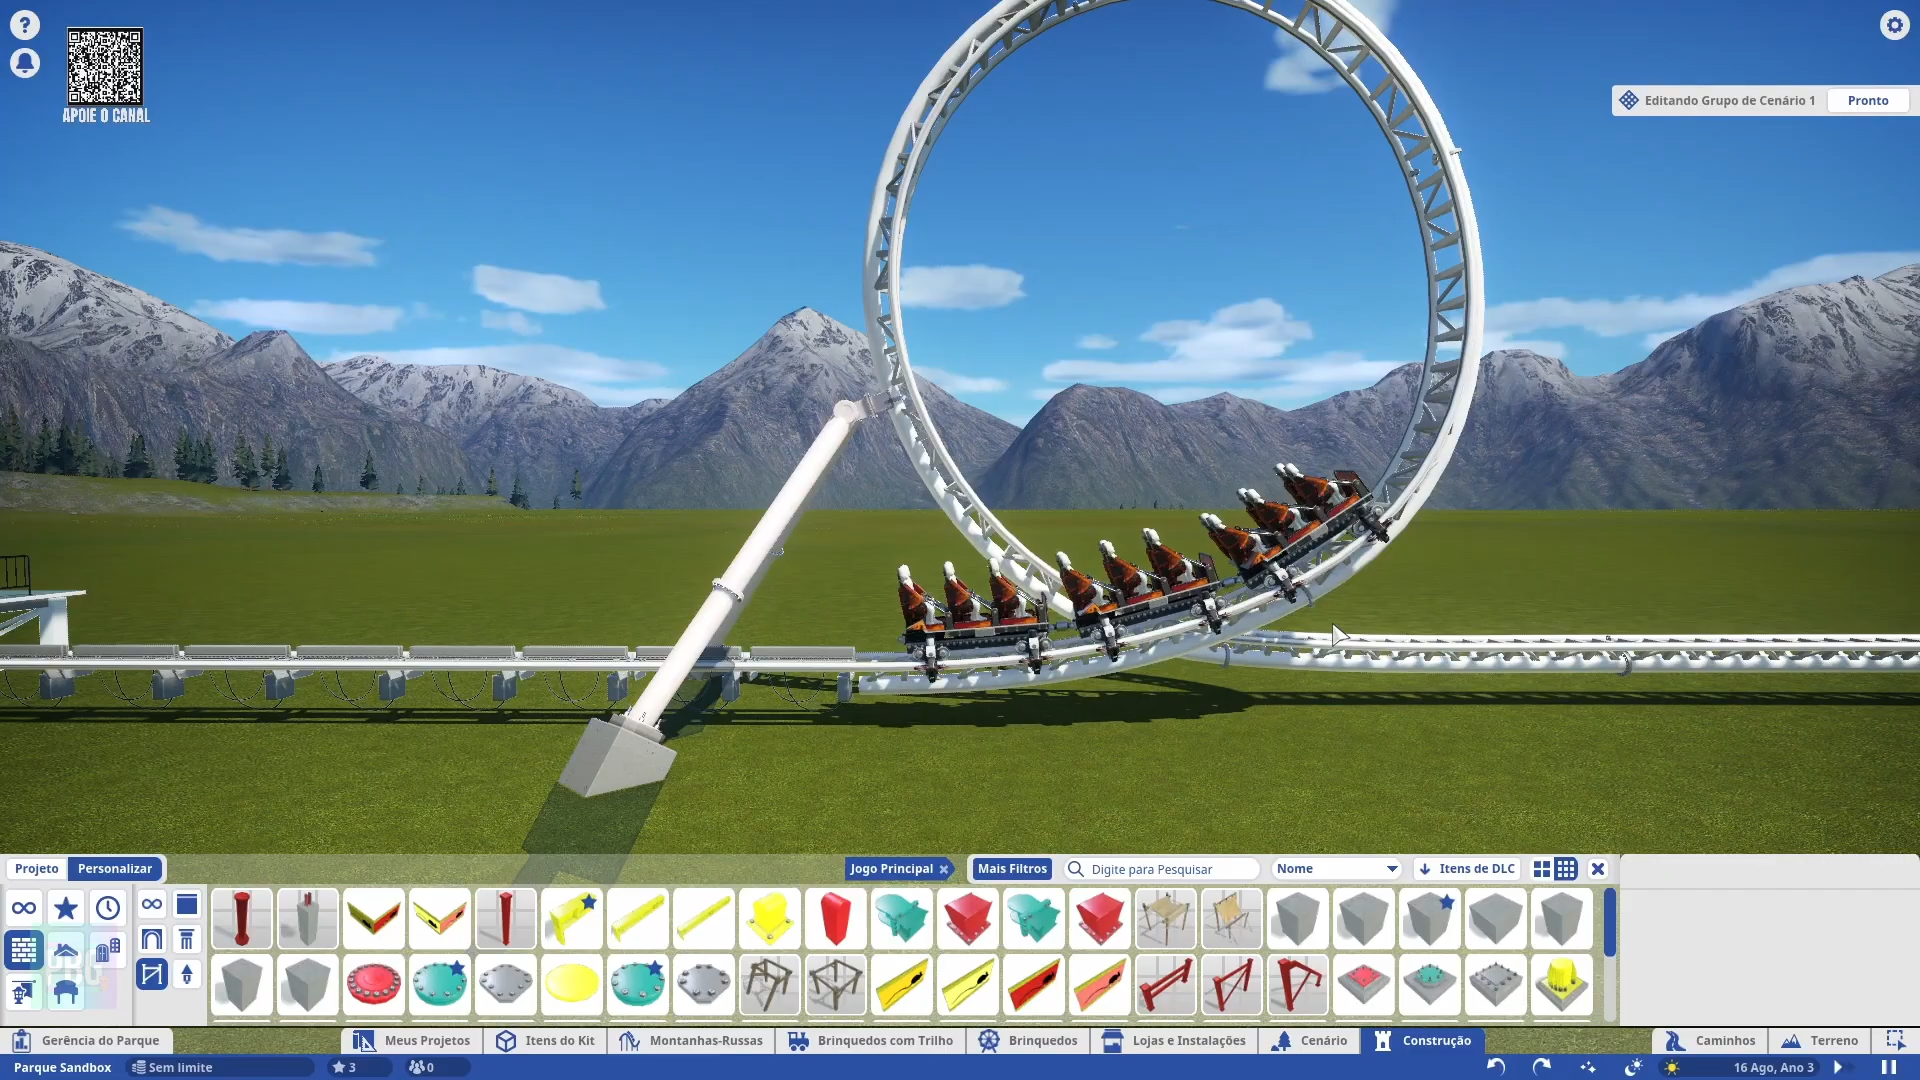 ?
APOIE O CANAL
Editando Grupo de Cenário 1
Pronto
Projeto
Personalizar
Jogo Principal
Mais Filtros
Digite para Pesquisar
Nome
Itens de DLC
Gerência do Parque
Meus Projetos
Itens do Kit
Montanhas-Russas
Brinquedos com Trilho
Brinquedos
Lojas e Instalações
Cenário
Construção
Caminhos
Terreno
Parque Sandbox
Sem limite
3
0
16 Ago, Ano 3